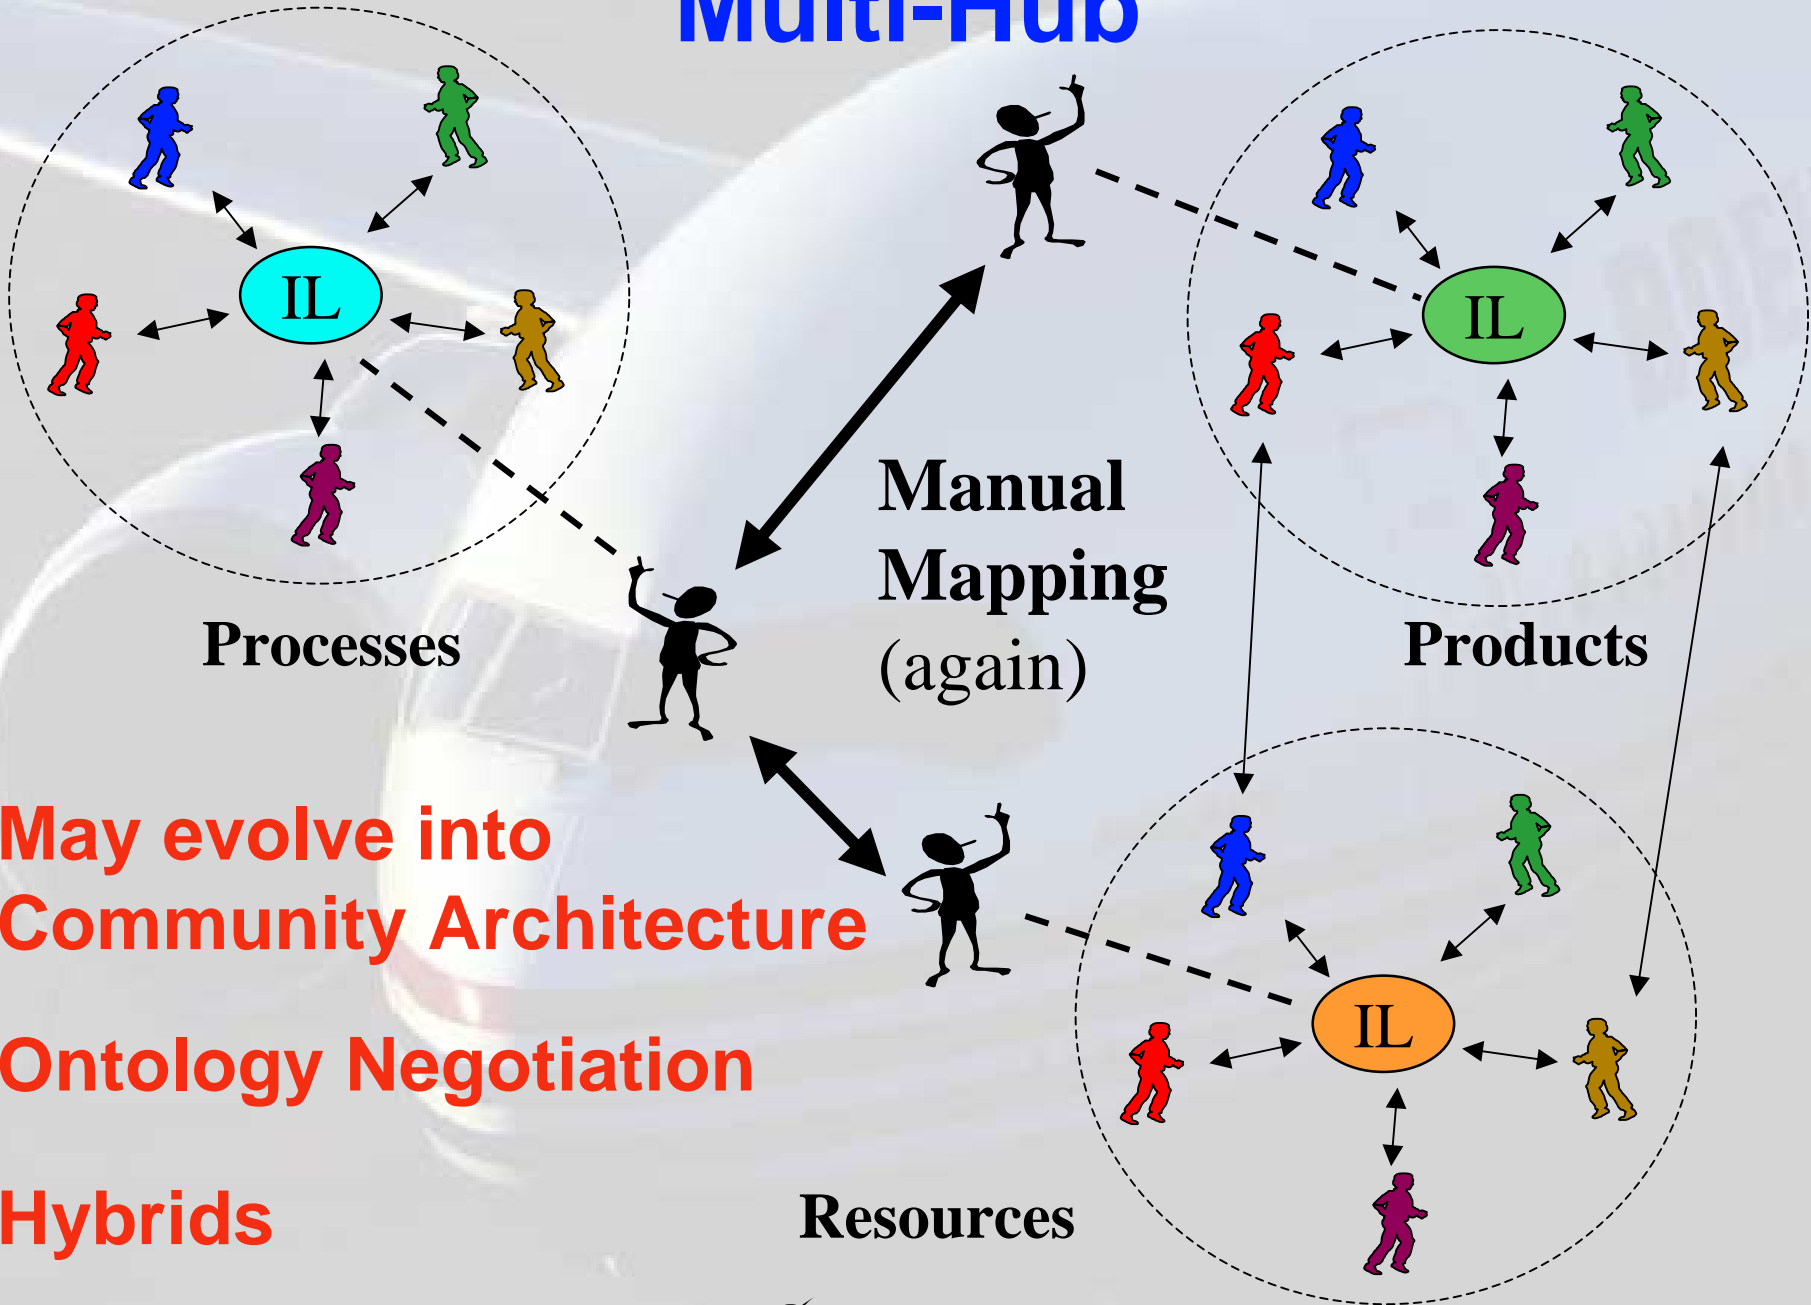 Multi-Hub
IL
IL
Manual
Mapping
(again)
Processes
Products
May evolve into
Community Architecture
IL
Ontology Negotiation
Hybrids
Resources